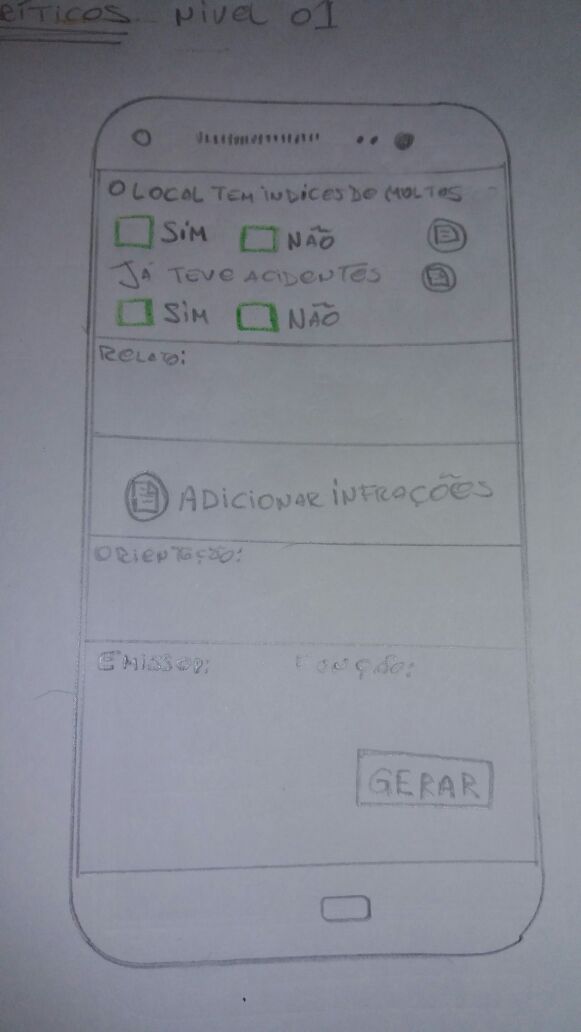 EÍTICOS NIVEL 01
O LOCAL TEM INDICES DE MULTAS
SIM NÃO
JÁ TEVE ACIDENTES
SIM NÃO
RELATO:
ADICIONAR INFRAÇÕES
ORIENTAÇÃO:
EMISSOR: FUNÇÃO:
GERAR